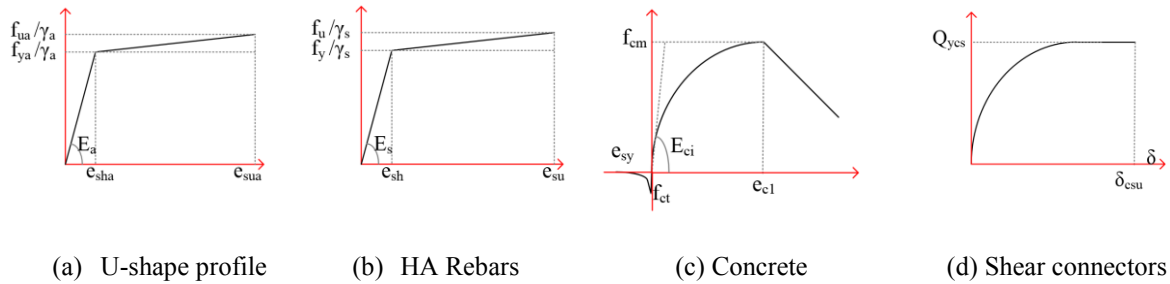 f_ua/γ_a
f_ya/γ_a
E_a
e_sha
e_sua
f_u/γ_s
f_y/γ_s
E_s
e_sh
e_su
f_cm
e_sy
E_ci
f_ct
e_c1
Q_ycs
δ
δ_csu
(a) U-shape profile
(b) HA Rebars
(c) Concrete
(d) Shear connectors